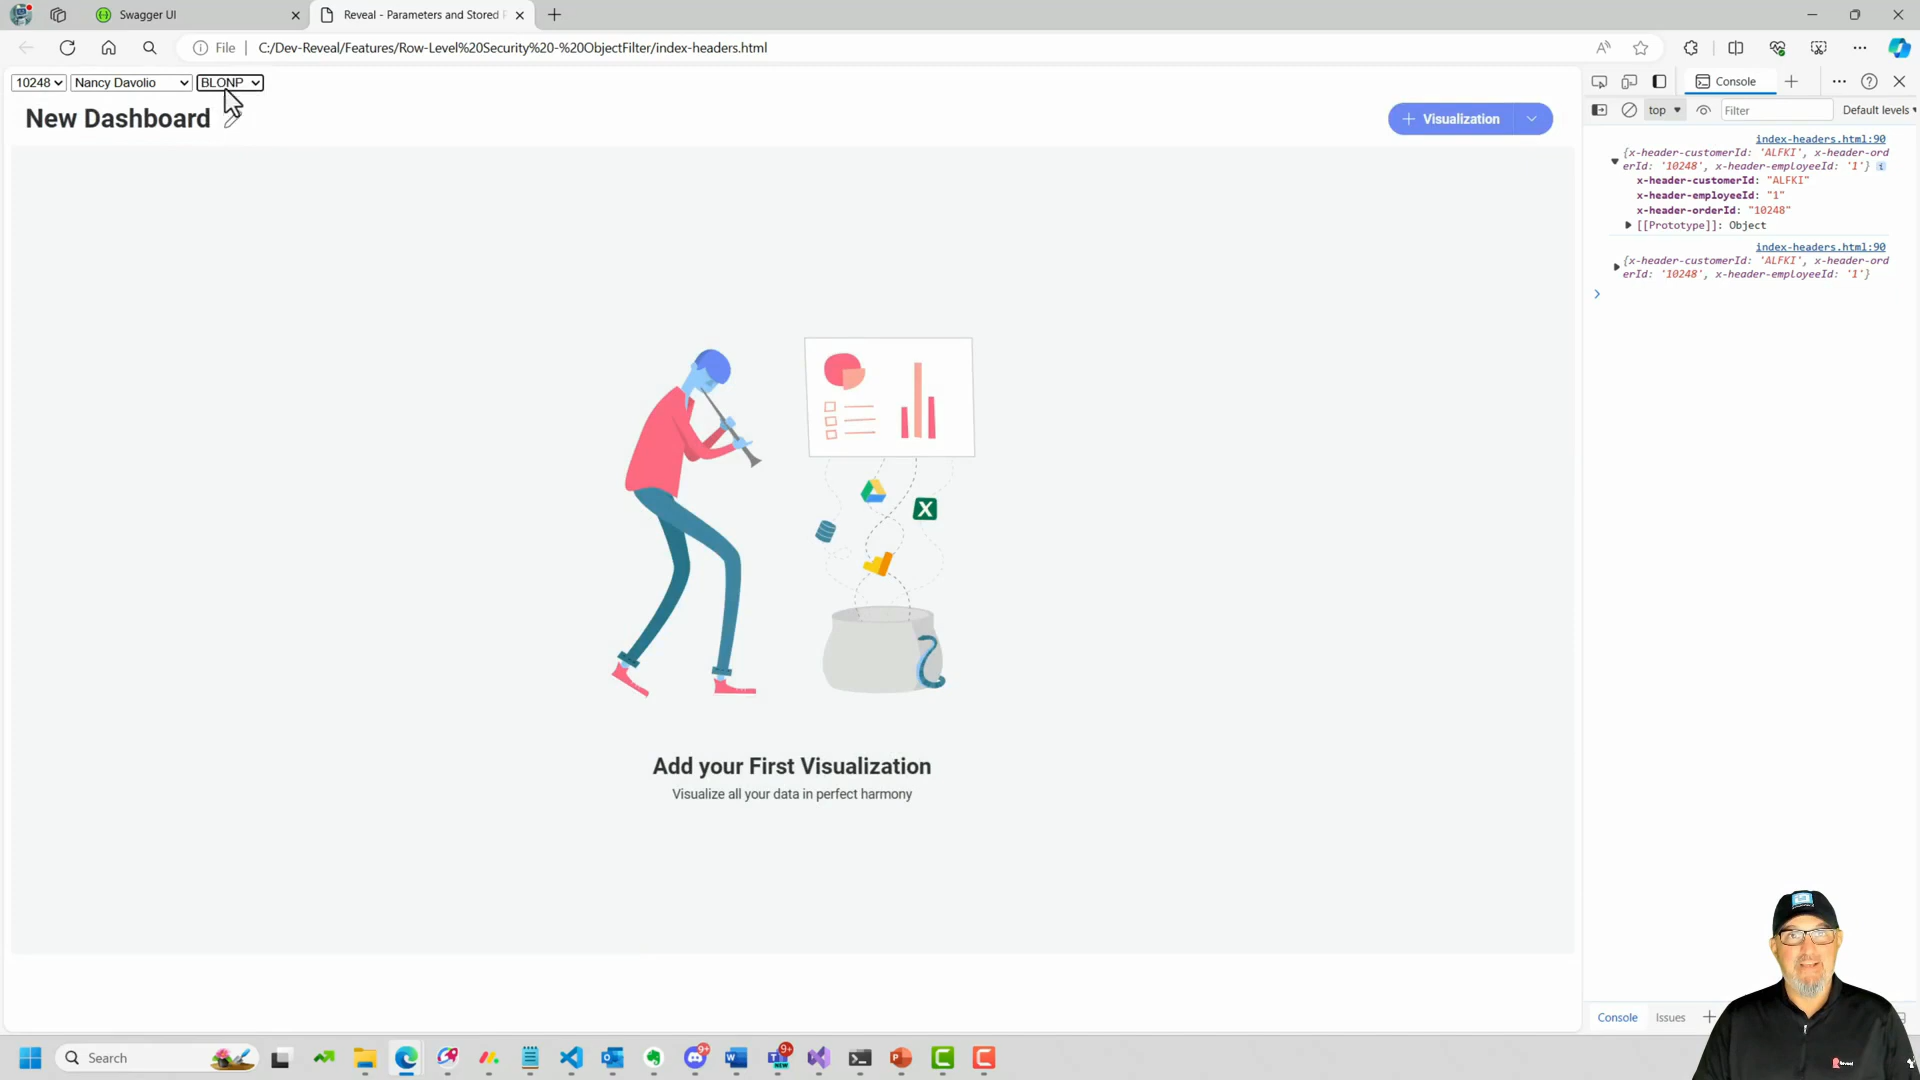 Swagger UI
Reveal - Parameters and Stored
File
C:/Dev-Reveal/Features/Row-Level%20Security%20-%20ObjectFilter/index-headers.html
10248
Nancy Davolio
BLONP
New Dashboard
+ Visualization
Console
top
Filter
Default levels
index-headers.html:90
{x-header-customerId: 'ALFKI', x-header-ord
erId: '10248', x-header-employeeId: '1'}
x-header-customerId: "ALFKI"
x-header-employeeId: "1"
x-header-orderId: "10248"
[[Prototype]]: Object
index-headers.html:90
{x-header-customerId: 'ALFKI', x-header-ord
erId: '10248', x-header-employeeId: '1'}
Add your First Visualization
Visualize all your data in perfect harmony
Console
Issues
Search
9+
9+
NEW